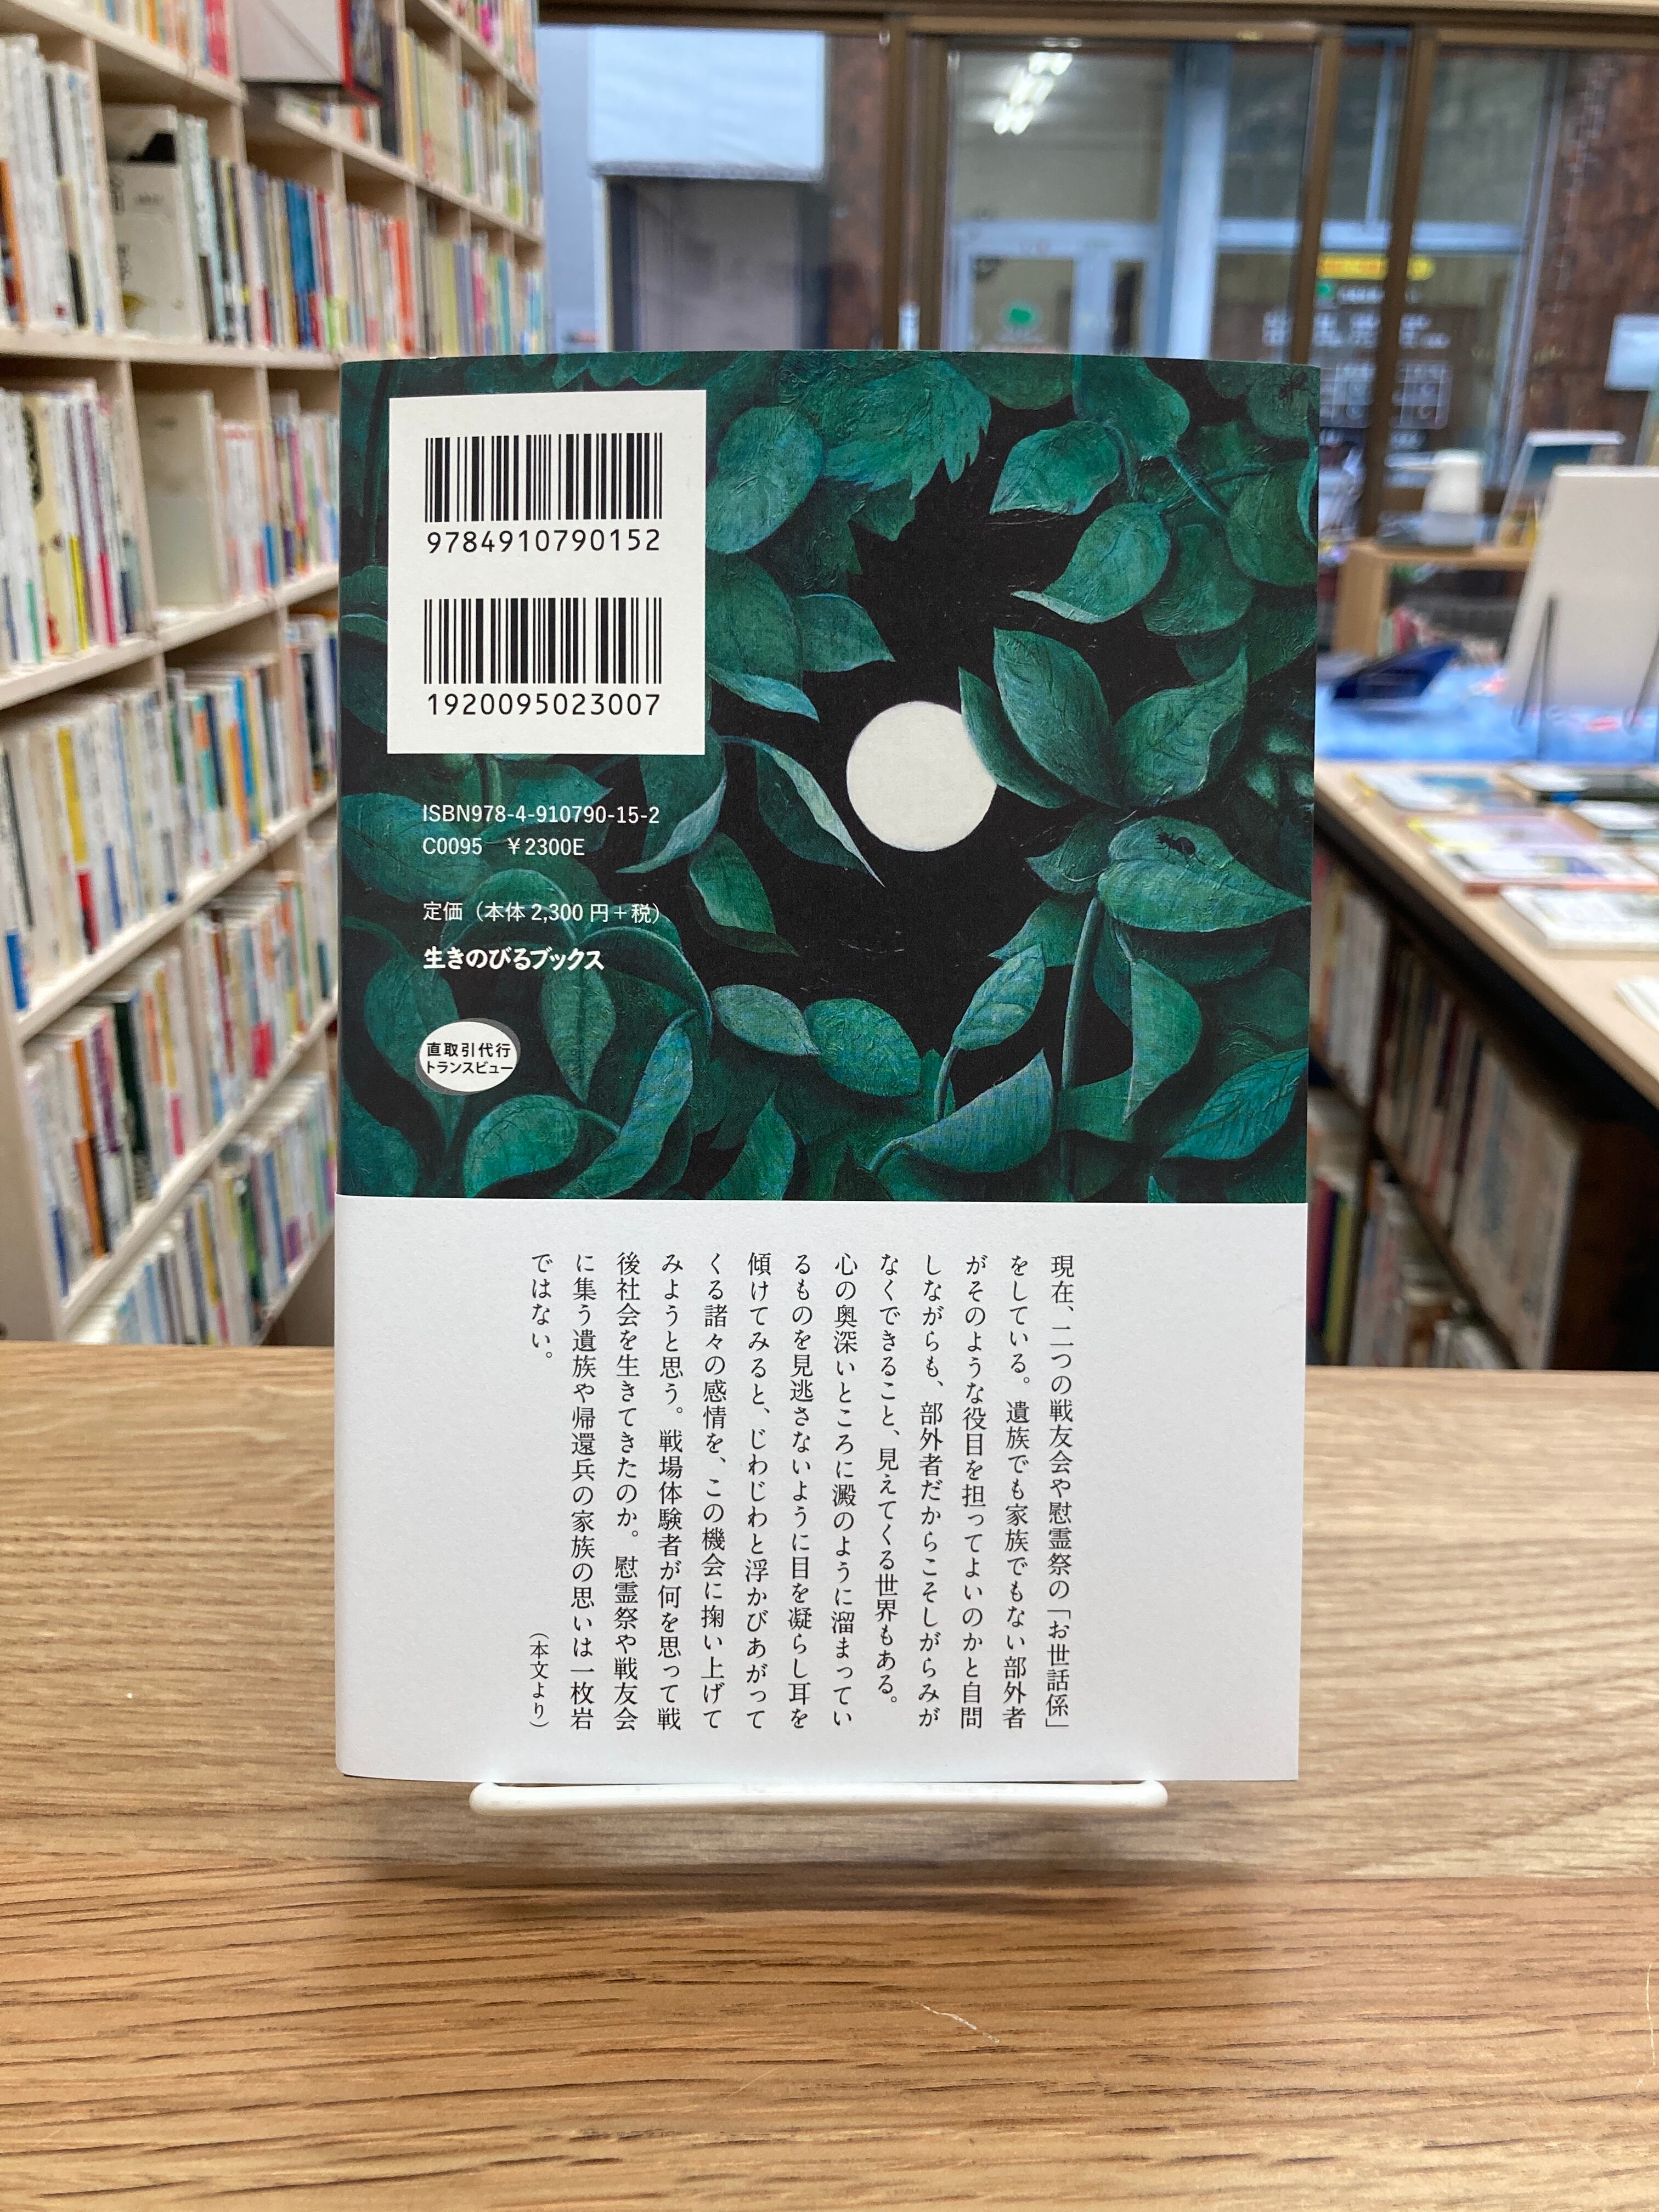 9784910790152
1920095023007
ISBN978-4-910790-15-2
C0095　￥2300E
定価（本体2,300円＋税）
生きのびるブックス
直取引代行
トランスビュー
現在、二つの戦友会や慰霊祭の「お世話係」
をしている。遺族でも家族でもない部外者
がそのような役目を担ってよいのかと自問
しながらも、部外者だからこそしがらみが
なくできること、見えてくる世界もある。
心の奥深いところに澱のように溜まってい
るものを見逃さないように目を凝らし耳を
傾けてみると、じわじわと浮かびあがって
くる諸々の感情を、この機会に掬い上げて
みようと思う。戦場体験者が何を思って戦
後社会を生きてきたのか。慰霊祭や戦友会
に集う遺族や帰還兵の家族の思いは一枚岩
ではない。
（本文より）